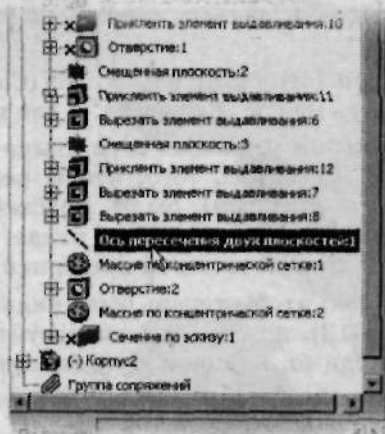 Приклеить элемент выдавливания:10
Отверстие:1
Смещенная плоскость:2
Приклеить элемент выдавливания:11
Вырезать элемент выдавливания:6
Смещенная плоскость:3
Приклеить элемент выдавливания:12
Вырезать элемент выдавливания:7
Вырезать элемент выдавливания:8
Ось пересечения двух плоскостей:1
Массив по концентрической сетке:1
Отверстие:2
Массив по концентрической сетке:2
Сечение по эскизу:1
(-) Корпус2
Группа сопряжений